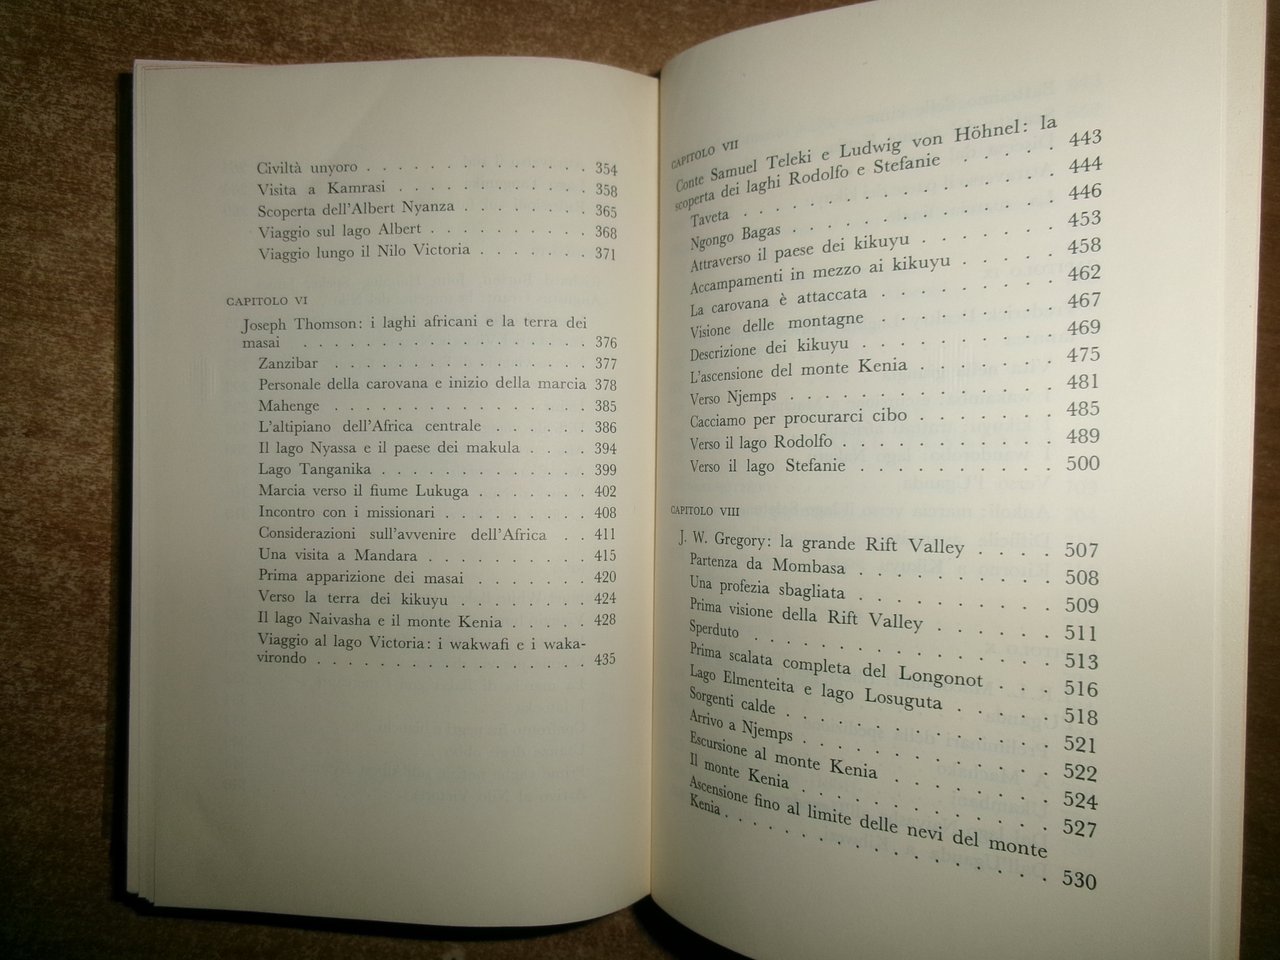 Civiltà unyoro . . . . . . . . . . . 354
Visita a Kamrasi . . . . . . . . . . 358
Scoperta dell'Albert Nyanza . . . . . . . 365
Viaggio sul lago Albert . . . . . . . . . 368
Viaggio lungo il Nilo Victoria . . . . . . 371
CAPITOLO VI
Joseph Thomson: i laghi africani e la terra dei
masai . . . . . . . . . . . . . . 376
Zanzibar . . . . . . . . . . . . . 377
Personale della carovana e inizio della marcia 378
Mahenge . . . . . . . . . . . . . 385
L'altipiano dell'Africa centrale . . . . . . 386
Il lago Nyassa e il paese dei makula . . . . 394
Lago Tanganika . . . . . . . . . . . 399
Marcia verso il fiume Lukuga . . . . . . 402
Incontro con i missionari . . . . . . . . 408
Considerazioni sull'avvenire dell'Africa . . 411
Una visita a Mandara . . . . . . . . . 415
Prima apparizione dei masai . . . . . . 420
Verso la terra dei kikuyu . . . . . . . 424
Il lago Naivasha e il monte Kenia . . . . . 428
Viaggio al lago Victoria: i wakwafi e i waka-
virondo . . . . . . . . . . . . . . 435
CAPITOLO VII
Conte Samuel Teleki e Ludwig von Höhnel: la
scoperta dei laghi Rodolfo e Stefanie . . . . . 443
Taveta . . . . . . . . . . . . . 444
Ngongo Bagas . . . . . . . . . . . 446
Attraverso il paese dei kikuyu . . . . . . 453
Accampamenti in mezzo ai kikuyu . . . . . 458
La carovana è attaccata . . . . . . . . 462
Visione delle montagne . . . . . . . . 467
Descrizione dei kikuyu . . . . . . . . . 469
L'ascensione del monte Kenia . . . . . . 475
Verso Njemps . . . . . . . . . . . 481
Cacciamo per procurarci cibo . . . . . . 485
Verso il lago Rodolfo . . . . . . . . . 489
Verso il lago Stefanie . . . . . . . . . 500
CAPITOLO VIII
J. W. Gregory: la grande Rift Valley . . . . 507
Partenza da Mombasa . . . . . . . . 508
Una profezia sbagliata . . . . . . . . . 509
Prima visione della Rift Valley . . . . . . 511
Sperduto . . . . . . . . . . . . . 513
Prima scalata completa del Longonot . . . 516
Lago Elmenteita e lago Losuguta . . . . . 518
Sorgenti calde . . . . . . . . . . . 521
Arrivo a Njemps . . . . . . . . . . . 522
Escursione al monte Kenia . . . . . . . 524
Il monte Kenia . . . . . . . . . . . 527
Ascensione fino al limite delle nevi del monte
Kenia . . . . . . . . . . . . . . 530